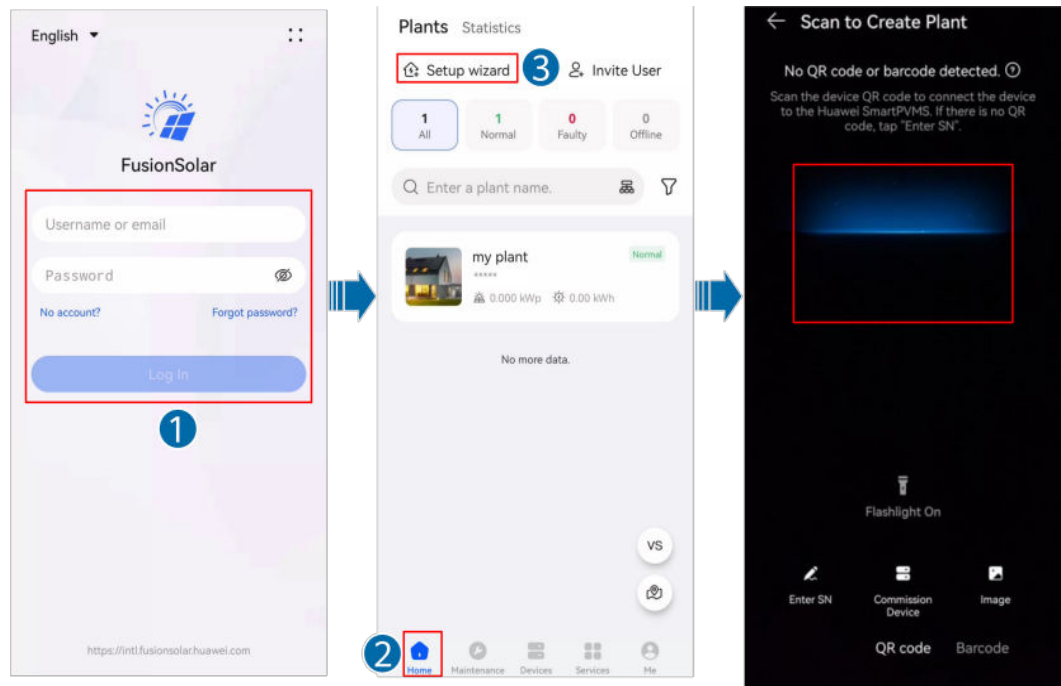 English
FusionSolar
Username or email
Password
No account? Forgot password?
Log In
1
https://intl.fusionsolar.huawei.com
Plants Statistics
Setup wizard 3 Invite User
1 1 0 0
All Normal Faulty Offline
Enter a plant name.
my plant Normal
*****
0.000 kWp 0.00 kWh
No more data.
VS
2
Home Maintenance Devices Services Me
Scan to Create Plant
No QR code or barcode detected.
Scan the device QR code to connect the device
to the Huawei SmartPVMS. If there is no QR
code, tap "Enter SN".
Flashlight On
Enter SN Commission Image
Device
QR code Barcode